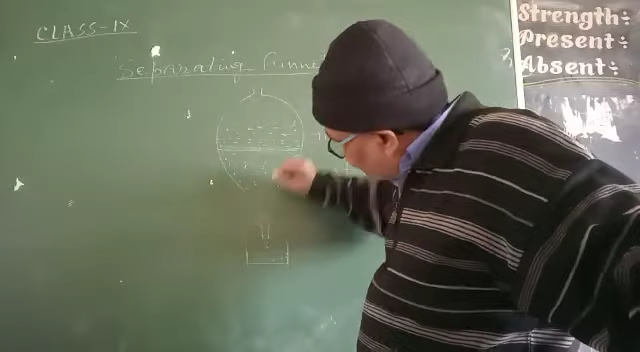 CLASS-IX
Separating Funnel
Strength:
Present:
Absent: